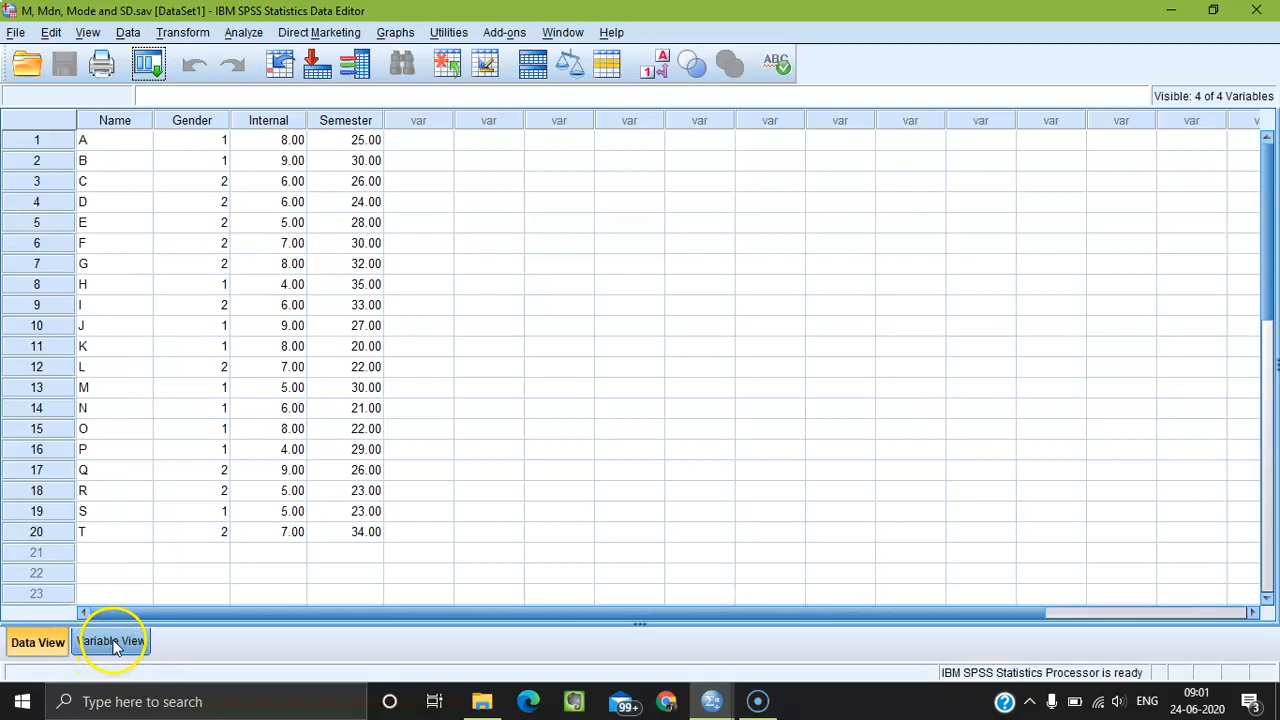 M, Mdn, Mode and SD.sav [DataSet1] - IBM SPSS Statistics Data Editor
File Edit View Data Transform Analyze Direct Marketing Graphs Utilities Add-ons Window Help
Visible: 4 of 4 Variables
Name Gender Internal Semester var var var var var var var var var var var var v
1 A 1 8.00 25.00
2 B 1 9.00 30.00
3 C 2 6.00 26.00
4 D 2 6.00 24.00
5 E 2 5.00 28.00
6 F 2 7.00 30.00
7 G 2 8.00 32.00
8 H 1 4.00 35.00
9 I 2 6.00 33.00
10 J 1 9.00 27.00
11 K 1 8.00 20.00
12 L 2 7.00 22.00
13 M 1 5.00 30.00
14 N 1 6.00 21.00
15 O 1 8.00 22.00
16 P 1 4.00 29.00
17 Q 2 9.00 26.00
18 R 2 5.00 23.00
19 S 1 5.00 23.00
20 T 2 7.00 34.00
21
22
23
Data View Variable View
IBM SPSS Statistics Processor is ready
Type here to search 99+ ENG 09:01
24-06-2020 3